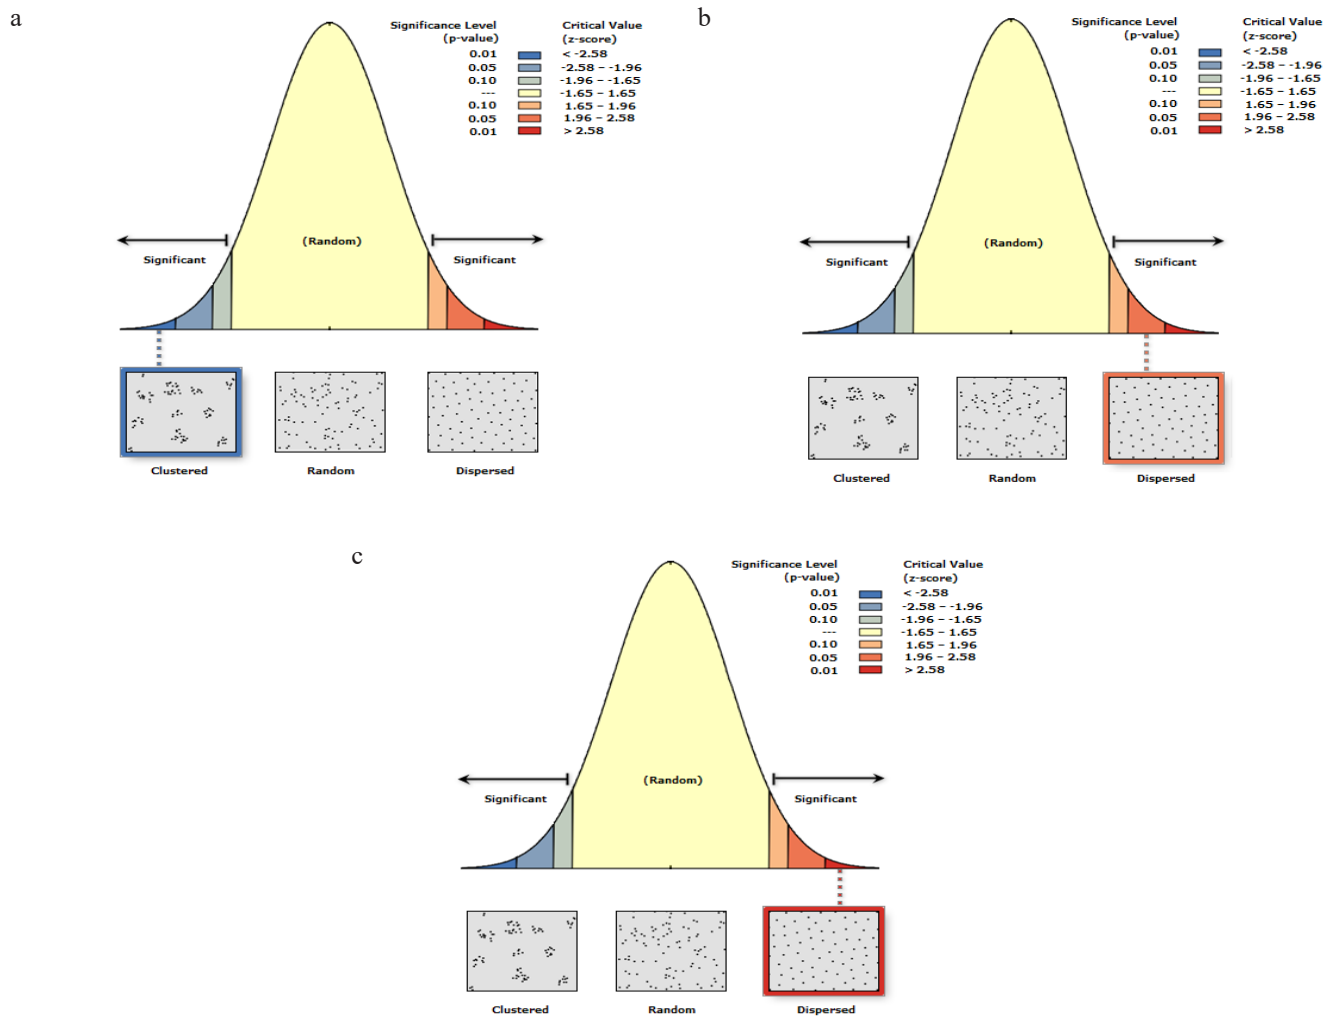 a
Significance Level
(p-value)
Critical Value
(z-score)
0.01 < -2.58
0.05 -2.58 – -1.96
0.10 -1.96 – -1.65
--- -1.65 – 1.65
0.10 1.65 – 1.96
0.05 1.96 – 2.58
0.01 > 2.58
(Random)
Significant
Significant
Clustered
Random
Dispersed
b
Significance Level
(p-value)
Critical Value
(z-score)
0.01 < -2.58
0.05 -2.58 – -1.96
0.10 -1.96 – -1.65
--- -1.65 – 1.65
0.10 1.65 – 1.96
0.05 1.96 – 2.58
0.01 > 2.58
(Random)
Significant
Significant
Clustered
Random
Dispersed
c
Significance Level
(p-value)
Critical Value
(z-score)
0.01 < -2.58
0.05 -2.58 – -1.96
0.10 -1.96 – -1.65
--- -1.65 – 1.65
0.10 1.65 – 1.96
0.05 1.96 – 2.58
0.01 > 2.58
(Random)
Significant
Significant
Clustered
Random
Dispersed